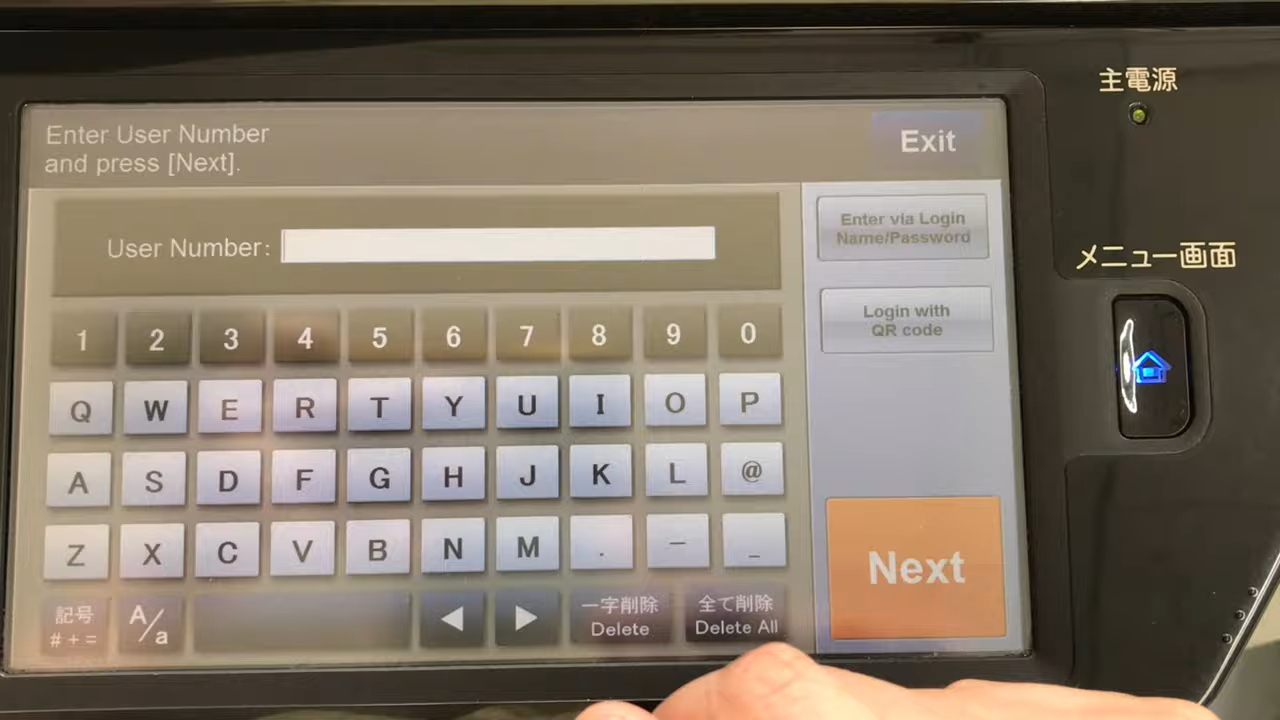 主電源
Enter User Number
and press [Next].
Exit
User Number:
Enter via Login
Name/Password
Login with
QR code
メニュー画面
1 2 3 4 5 6 7 8 9 0
Q W E R T Y U I O P
A S D F G H J K L @
Z X C V B N M . - _
記号
# + =
A/a
◀ ▶
一字削除
Delete
全て削除
Delete All
Next